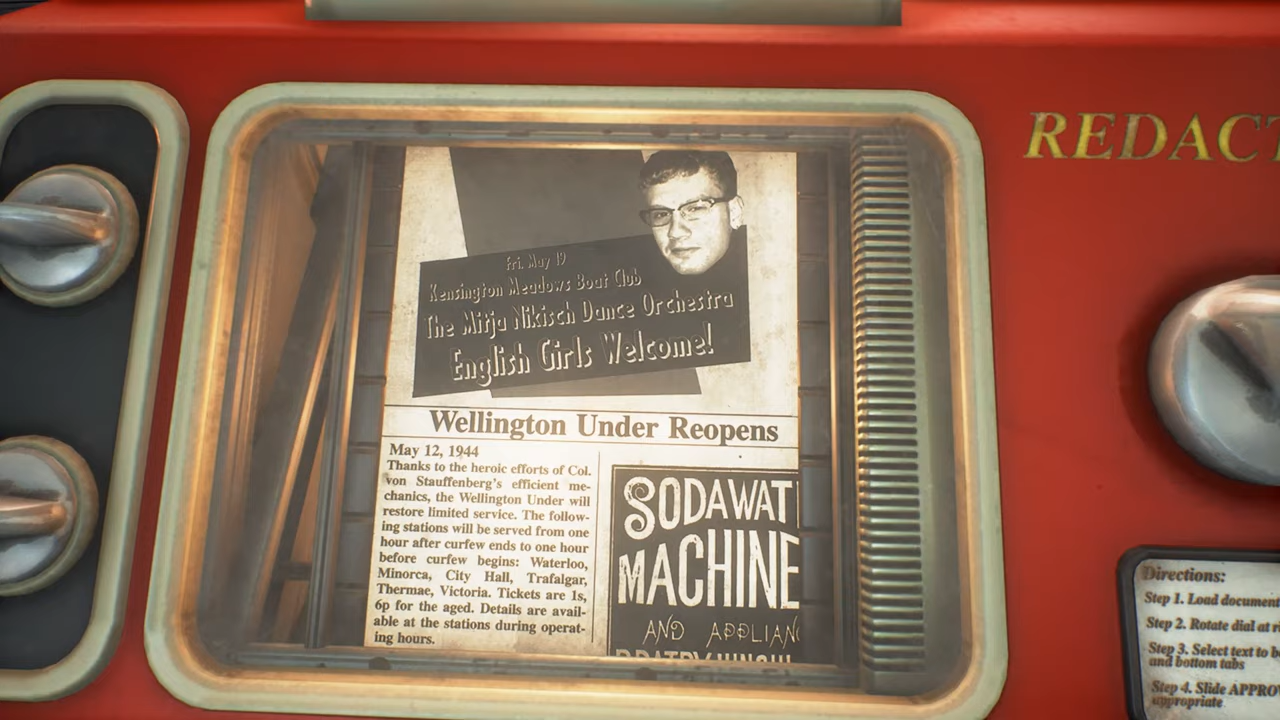 REDACT
Fri. May 19
Kensington Meadows Boat Club
The Mitja Nikisch Dance Orchestra
English Girls Welcome!
Wellington Under Reopens
May 12, 1944
Thanks to the heroic efforts of Col.
von Stauffenberg's efficient me-
chanics, the Wellington Under will
restore limited service. The follow-
ing stations will be served from one
hour after curfew ends to one hour
before curfew begins: Waterloo,
Minorca, City Hall, Trafalgar,
Thermae, Victoria. Tickets are 1s,
6p for the aged. Details are avail-
able at the stations during operat-
ing hours.
SODAWAT
MACHINE
AND APPLIAN
Directions:
Step 1. Load document
Step 2. Rotate dial at
Step 3. Select text to
and bottom tabs
Step 4. Slide APPROV
appropriate